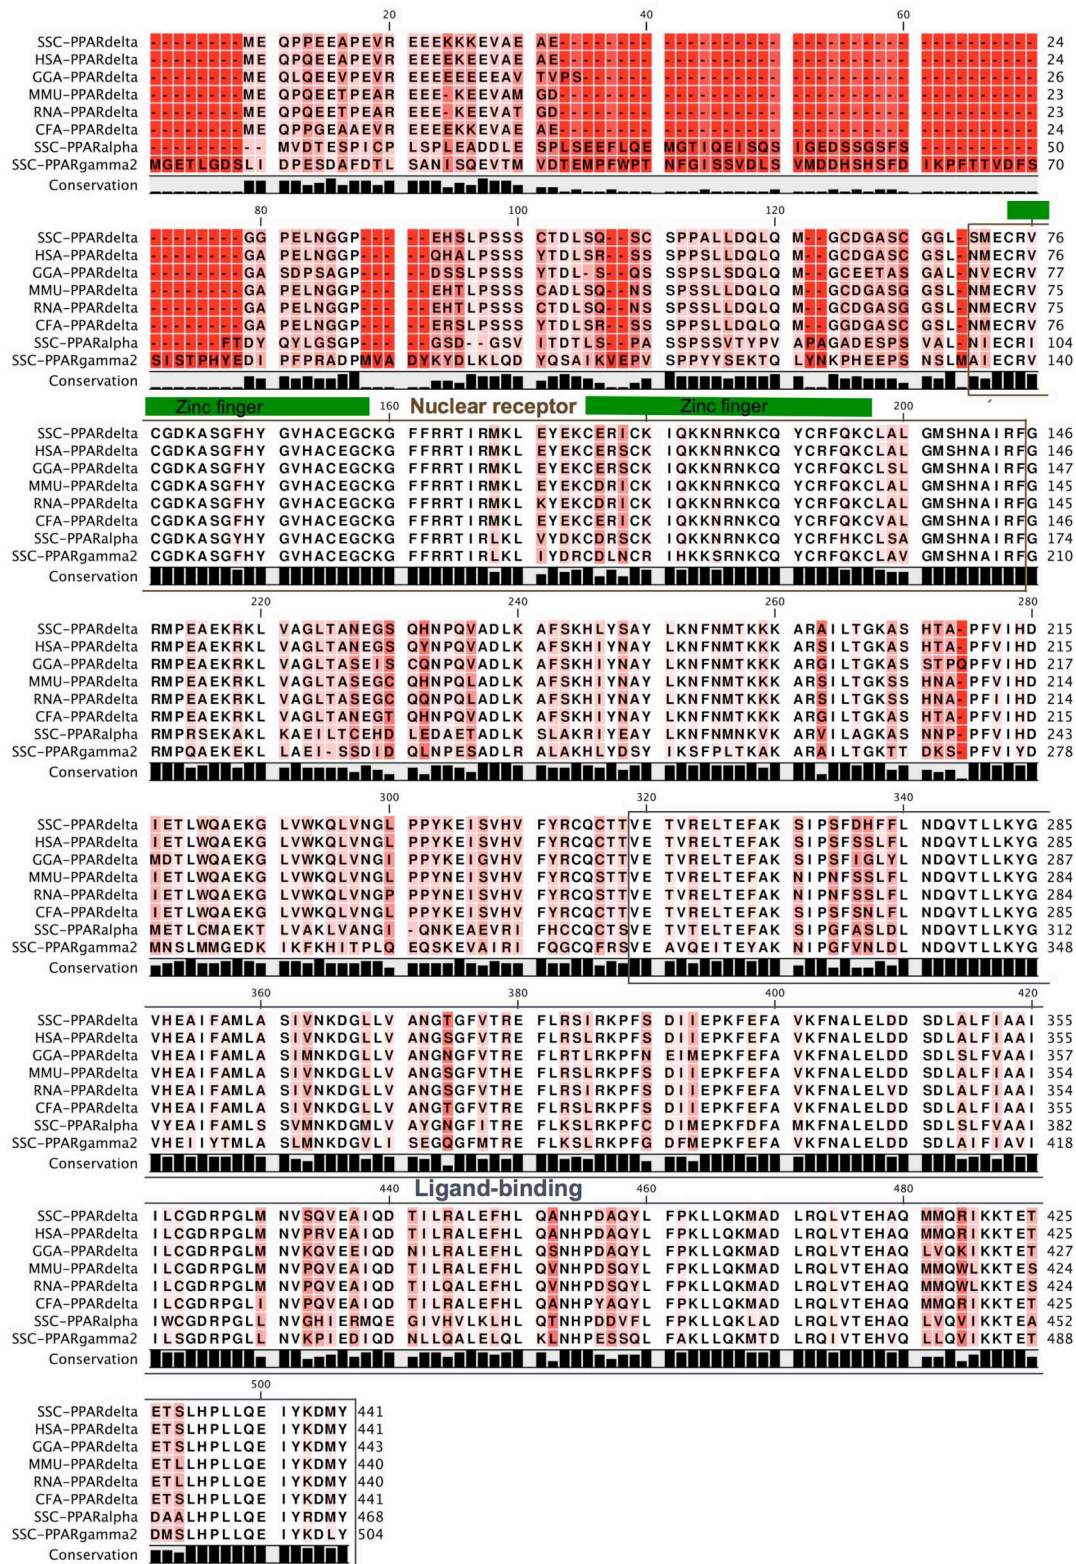 20 40 60
SSC-PPARdelta --------ME QPPEEAPEVR EEEKKKEVAE AE-------- ---------- ---------- ---------- 24
HSA-PPARdelta --------ME QPQEEAPEVR EEEEKEEVAE AE-------- ---------- ---------- ---------- 24
GGA-PPARdelta --------ME QLQEEVPEVR EEEEEEEAVT VPS------- ---------- ---------- ---------- 26
MMU-PPARdelta --------ME QPQEETPEAR EEE-KEEVAM GD-------- ---------- ---------- ---------- 23
RNA-PPARdelta --------ME QPQEETPEAR EEE-KEEVAT GD-------- ---------- ---------- ---------- 23
CFA-PPARdelta --------ME QPPGEAAEVR EEEEKKEVAE AE-------- ---------- ---------- ---------- 24
SSC-PPARalpha ---------- MVDTESPICP LSPLEADDLE SPLSEEFLQE MGTIQEISQS IGEDSSGSFS ---------- 50
SSC-PPARgamma2 MGETLGDSLI DPESDAFDTL SANISQEVTM VDTEMPFWPT NFGISSVDLS VMDDHSHSFD IKPFTTVDFS 70
Conservation
80 100 120
SSC-PPARdelta --------GG PELNGGP--- --EHSLPSSS CTDLSQ--SC SPPALLDQLQ M--GCDGASC GGL-SMECRV 76
HSA-PPARdelta --------GA PELNGGP--- --QHALPSSS YTDLSR--SS SPPSLLDQLQ M--GCDGASC GSL-NMECRV 76
GGA-PPARdelta --------GA SDPSAGP--- --DSSLPSSS YTDL-S--QS SSPSLSDQLQ M--GCEETAS GAL-NVECRV 77
MMU-PPARdelta --------GA PELNGGP--- --EHTLPSSS CADLSQ--NS SPSSLLDQLQ M--GCDGASG GSL-NMECRV 75
RNA-PPARdelta --------GA PELNGGP--- --EHTLPSSS CTDLSQ--NS SPSSLLDQLQ M--GCDGASG GSL-NMECRV 75
CFA-PPARdelta --------GA PELNGGP--- --ERSLPSSS YTDLSR--SS SPPSLLDQLQ M--GGDGASC GSL-NMECRV 76
SSC-PPARalpha -------FTD YQYLGSGP-- --GSD--GSV ITDTLS--PA SSPSSVTYPV APAGADESPS VAL-NIECRI 104
SSC-PPARgamma2 SISTPHYEDI PFPRADPMVA DYKYDLKLQD YQSAIKVEPV SPPYYSEKTQ LYNKPHEEPS NSLMAIECRV 140
Conservation
Zinc finger 160 Nuclear receptor Zinc finger 200
SSC-PPARdelta CGDKASGFHY GVHACEGCKG FFRRTIRMKL EYEKCERICK IQKKNRNKCQ YCRFQKCLAL GMSHNAIRFG 146
HSA-PPARdelta CGDKASGFHY GVHACEGCKG FFRRTIRMKL EYEKCERSCK IQKKNRNKCQ YCRFQKCLAL GMSHNAIRFG 146
GGA-PPARdelta CGDKASGFHY GVHACEGCKG FFRRTIRMKL EYEKCERSCK IQKKNRNKCQ YCRFQKCLSL GMSHNAIRFG 147
MMU-PPARdelta CGDKASGFHY GVHACEGCKG FFRRTIRMKL EYEKCDRICK IQKKNRNKCQ YCRFQKCLAL GMSHNAIRFG 145
RNA-PPARdelta CGDKASGFHY GVHACEGCKG FFRRTIRMKL KYEKCDRICK IQKKNRNKCQ YCRFQKCLAL GMSHNAIRFG 145
CFA-PPARdelta CGDKASGFHY GVHACEGCKG FFRRTIRMKL EYEKCERICK IQKKNRNKCQ YCRFQKCVAL GMSHNAIRFG 146
SSC-PPARalpha CGDKASGYHY GVHACEGCKG FFRRTIRLKL VYDKCDRSCK IQKKNRNKCQ YCRFHKCLSA GMSHNAIRFG 174
SSC-PPARgamma2 CGDKASGFHY GVHACEGCKG FFRRTIRLKL IYDRCDLNCR IHKKSRNKCQ YCRFQKCLAV GMSHNAIRFG 210
Conservation
220 240 260 280
SSC-PPARdelta RMPEAEKRKL VAGLTANEGS QHNPQVADLK AFSKHLYSAY LKNFNMTKKK ARAILTGKAS HTA-PFVIHD 215
HSA-PPARdelta RMPEAEKRKL VAGLTANEGS QYNPQVADLK AFSKHIYNAY LKNFNMTKKK ARSILTGKAS HTA-PFVIHD 215
GGA-PPARdelta RMPEAEKRKL VAGLTASEIS CQNPQVADLK AFSKHIYNAY LKNFNMTKKK ARGILTGKAS STPQPFVIHD 217
MMU-PPARdelta RMPEAEKRKL VAGLTASEGC QHNPQLADLK AFSKHIYNAY LKNFNMTKKK ARSILTGKSS HNA-PFVIHD 214
RNA-PPARdelta RMPEAEKRKL VAGLTASEGC QQNPQLADLK AFSKHIYNAY LKNFNMTKKK ARSILTGKSS HNA-PFVIHD 214
CFA-PPARdelta RMPEAEKRKL VAGLTANEGT QHNPQVADLK AFSKHIYNAY LKNFNMTKKK ARGILTGKAS HTA-PFVIHD 215
SSC-PPARalpha RMPRSEKAKL KAEILTCEHD LEDAETADLK SLAKRIYEAY LKNFNMNKVK ARVILAGKAS NNP-PFVIHD 243
SSC-PPARgamma2 RMPQAEKEKL LAEI-SSDID QLNPESADLR ALAKHLYDSY IKSFPLTKAK ARAILTGKTT DKS-PFVIYD 278
Conservation
300 320 340
SSC-PPARdelta IETLWQAEKG LVWKQLVNGL PPYKEISVHV FYRCQCTTVE TVRELTEFAK SIPSFDHFFL NDQVTLLKYG 285
HSA-PPARdelta IETLWQAEKG LVWKQLVNGL PPYKEISVHV FYRCQCTTVE TVRELTEFAK SIPSFSSLFL NDQVTLLKYG 285
GGA-PPARdelta MDTLWQAEKG LVWKQLVNGI PPYKEIGVHV FYRCQCTTVE TVRELTEFAK SIPSFIGLYL NDQVTLLKYG 287
MMU-PPARdelta IETLWQAEKG LVWKQLVNGL PPYNEISVHV FYRCQSTTVE TVRELTEFAK NIPNFSSLFL NDQVTLLKYG 284
RNA-PPARdelta IETLWQAEKG LVWKQLVNGP PPYNEISVHV FYRCQSTTVE TVRELTEFAK NIPNFSSLFL NDQVTLLKYG 284
CFA-PPARdelta IETLWQAEKG LVWKQLVNGL PPYKEISVHV FYRCQCTTVE TVRELTEFAK SIPSFSNLFL NDQVTLLKYG 285
SSC-PPARalpha METLCMAEKT LVAKLVANGI -QNKEAEVRI FHCCQCTSVE TVTELTEFAK SIPGFASLDL NDQVTLLKYG 312
SSC-PPARgamma2 MNSLMMGEDK IKFKHITPLQ EQSKEVAIRI FQGCQFRSVE AVQEITEYAK NIPGFVNLDL NDQVTLLKYG 348
Conservation
360 380 400 420
SSC-PPARdelta VHEAIFAMLA SIVNKDGLLV ANGTGFVTRE FLRSIRKPFS DIIEPKFEFA VKFNALELDD SDLALFIAAI 355
HSA-PPARdelta VHEAIFAMLA SIVNKDGLLV ANGSGFVTRE FLRSLRKPFS DIIEPKFEFA VKFNALELDD SDLALFIAAI 355
GGA-PPARdelta VHEAIFAMLA SIMNKDGLLV ANGNGFVTRE FLRTLRKPFN EIMEPKFEFA VKFNALELDD SDLSLFVAAI 357
MMU-PPARdelta VHEAIFAMLA SIVNKDGLLV ANGSGFVTHE FLRSLRKPFS DIIEPKFEFA VKFNALELDD SDLALFIAAI 354
RNA-PPARdelta VHEAIFAMLA SIVNKDGLLV ANGSGFVTHE FLRSIRKPFS DIIEPKFEFA VKFNALELVD SDLALFIAAI 354
CFA-PPARdelta VHEAIFAMLA SIVNKDGLLV ANGTGFVTRE FLRSLRKPFS DIIEPKFEFA VKFNALELDD SDLALFIAAI 355
SSC-PPARalpha VYEAIFAMLS SVMNKDGMLV AYGNGFITRE FLKSLRKPFC DIMEPKFDFA MKFNALELDD SDLSLFVAAI 382
SSC-PPARgamma2 VHEIIYTMLA SLMNKDGVLI SEGQGFMTRE FLKSLRKPFG DFMEPKFEFA VKFNALELDD SDLAIFIAVI 418
Conservation
440 Ligand-binding 460 480
SSC-PPARdelta ILCGDRPGLM NVSQVEAIQD TILRALEFHL QANHPDAQYL FPKLLQKMAD LRQLVTEHAQ MMQRIKKTET 425
HSA-PPARdelta ILCGDRPGLM NVPRVEAIQD TILRALEFHL QANHPDAQYL FPKLLQKMAD LRQLVTEHAQ MMQRIKKTET 425
GGA-PPARdelta ILCGDRPGLM NVKQVEEIQD NILRALEFHL QSNHPDAQYL FPKLLQKMAD LRQLVTEHAQ LVQKIKKTET 427
MMU-PPARdelta ILCGDRPGLM NVPQVEAIQD TILRALEFHL QVNHPDSQYL FPKLLQKMAD LRQLVTEHAQ MMQWLKKTES 424
RNA-PPARdelta ILCGDRPGLM NVPQVEAIQD TILQALEFHL QVNHPDSQYL FPKLLQKMAD LRQLVTEHAQ MMQWLKKTET 424
CFA-PPARdelta ILCGDRPGLI NVPQVEAIQD TILRALEFHL QANHPYAQYL FPKLLQKMAD LRQLVTEHAQ MMQRIKKTET 425
SSC-PPARalpha IWCGDRPGLL NVGHIERMQE GIVHVLKLHL QTNHPDDVFL FPKLLQKMAD LRQLVTEHAQ LVQVIKKTEA 452
SSC-PPARgamma2 ILSGDRPGLL NVKPIEDIQD NLLQALELQL KLNHPESSQL FAKLLQKMTD LRQIVTEHVQ LLQVIKKTET 488
Conservation
500
SSC-PPARdelta ETSLHPLLQE IYKDMY 441
HSA-PPARdelta ETSLHPLLQE IYKDMY 441
GGA-PPARdelta ETSLHPLLQE IYKDMY 443
MMU-PPARdelta ETLLHPLLQE IYKDMY 440
RNA-PPARdelta ETLLHPLLQE IYKDMY 440
CFA-PPARdelta ETSLHPLLQE IYKDMY 441
SSC-PPARalpha DAALHPLLQE IYRDMY 468
SSC-PPARgamma2 DMSLHPLLQE IYKDLY 504
Conservation